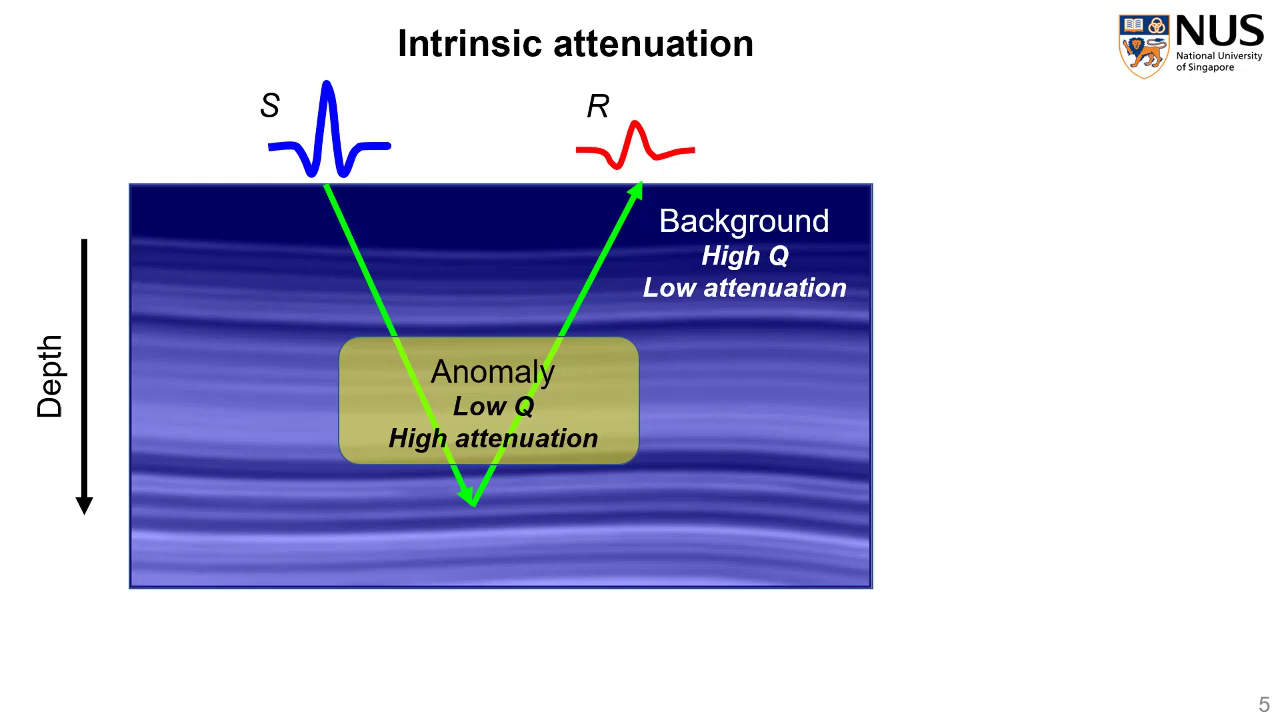 Intrinsic attenuation
NUS
National University
of Singapore
S
R
Background
High Q
Low attenuation
Depth
Anomaly
Low Q
High attenuation
5